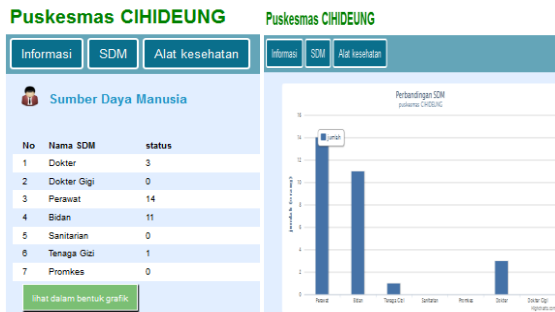 Puskesmas CIHIDEUNG
Informasi SDM Alat kesehatan
Sumber Daya Manusia
No Nama SDM status
1 Dokter 3
2 Dokter Gigi 0
3 Perawat 14
4 Bidan 11
5 Sanitarian 0
6 Tenaga Gizi 1
7 Promkes 0
lihat dalam bentuk grafik
Puskesmas CIHIDEUNG
Informasi SDM Alat kesehatan
Perbandingan SDM
puskesmas CIHIDEUNG
jumlah
16
14
12
10
8
6
4
2
0
Perawat Bidan Tenaga Gizi Sanitarian Promkes Dokter Dokter Gigi
Highcharts.com